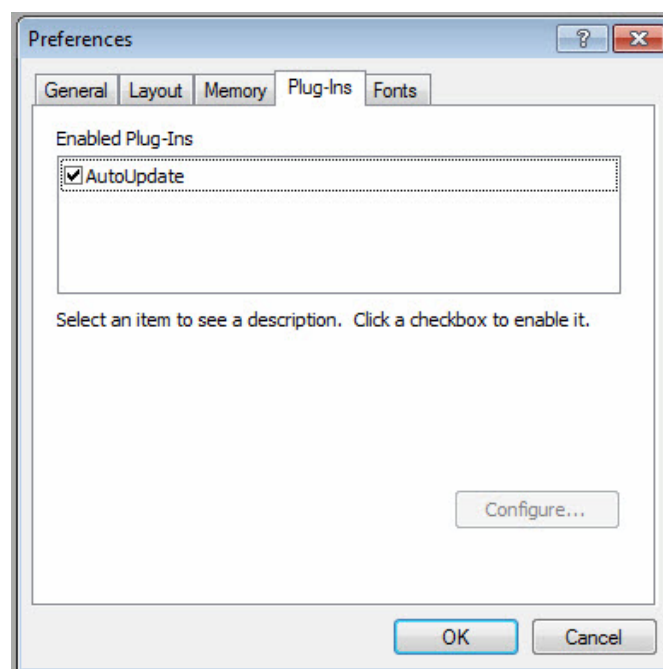 Preferences
General Layout Memory Plug-Ins Fonts
Enabled Plug-Ins
AutoUpdate
Select an item to see a description.  Click a checkbox to enable it.
Configure...
OK Cancel